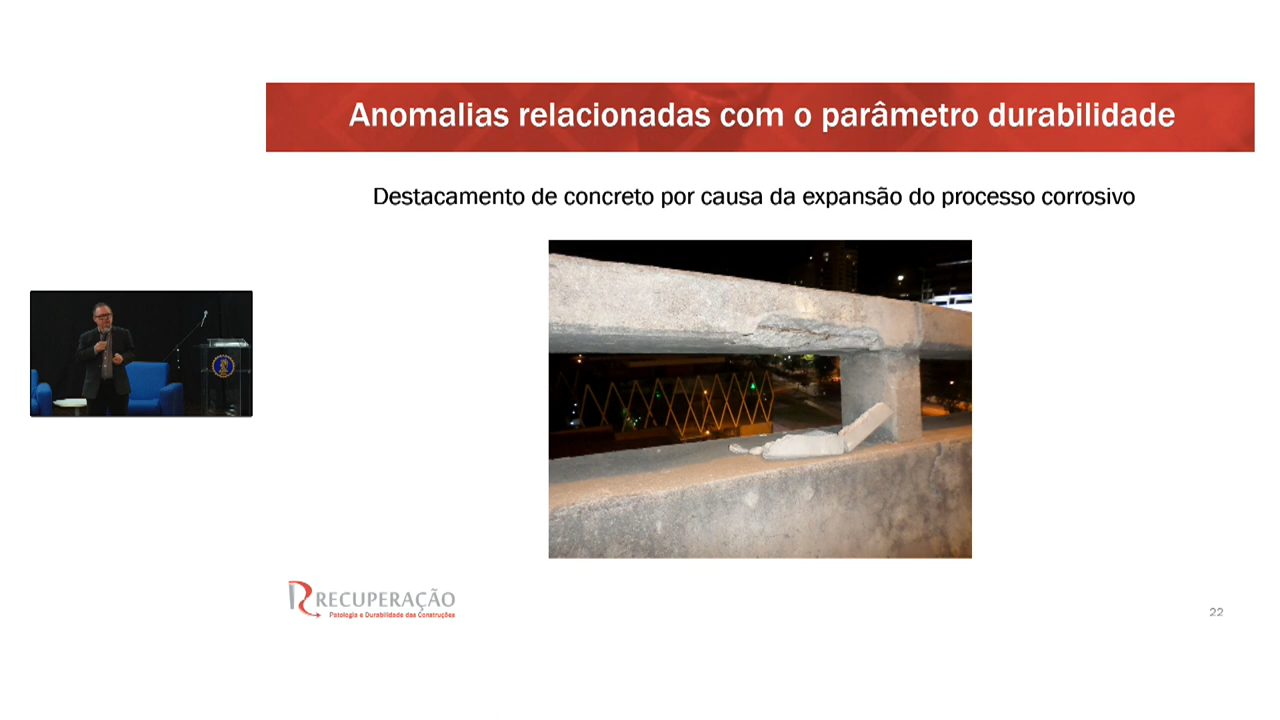 Anomalias relacionadas com o parâmetro durabilidade
Destacamento de concreto por causa da expansão do processo corrosivo
RECUPERAÇÃO
Patologia e Durabilidade das Construções
22